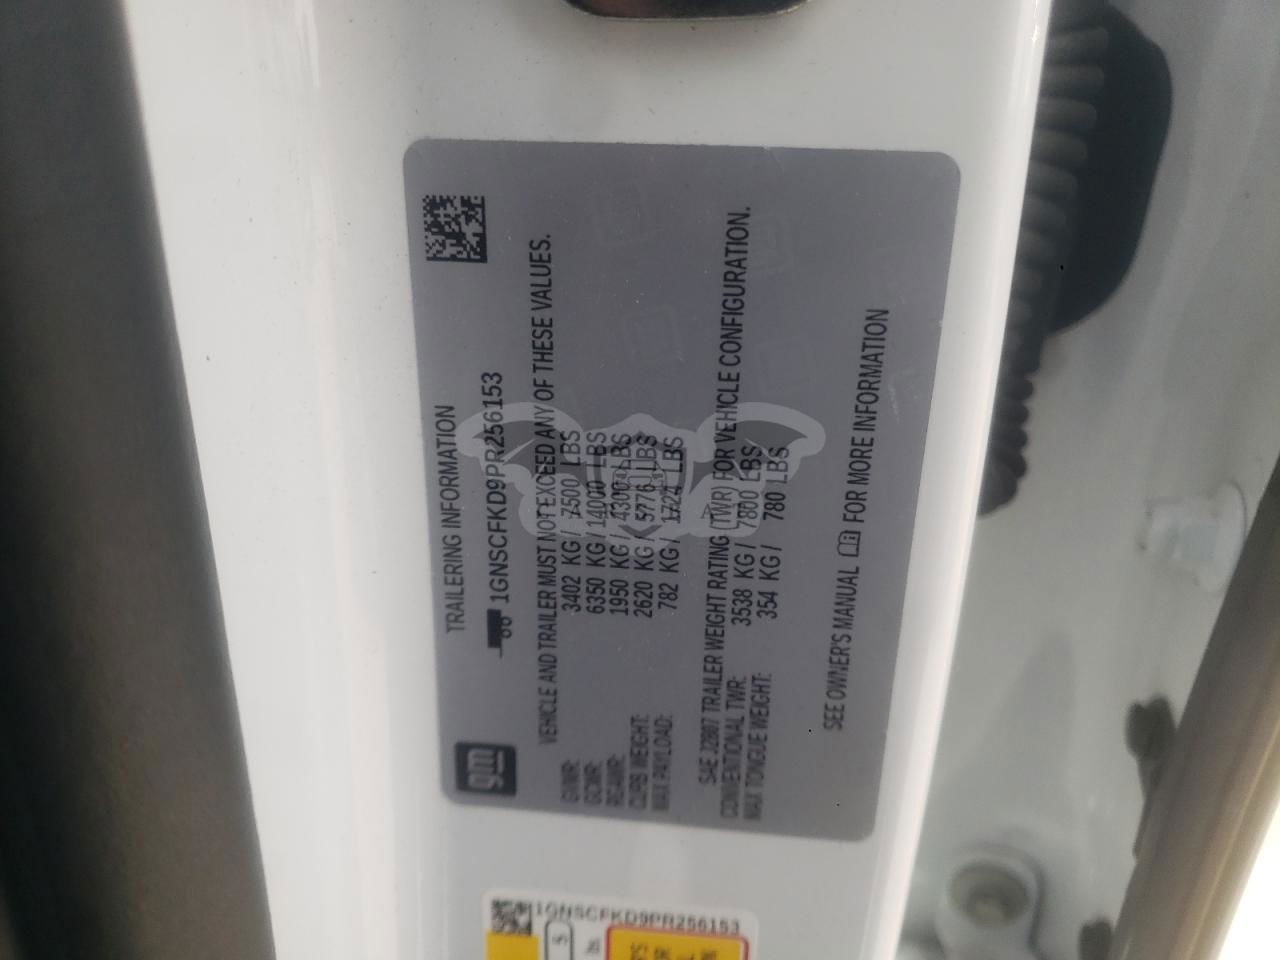 gm
TRAILERING INFORMATION
1GNSCFKD9PR256153
VEHICLE AND TRAILER MUST NOT EXCEED ANY OF THESE VALUES.
GVWR: 3402 KG / 7500 LBS
GCWR: 6350 KG / 14000 LBS
RGAWR: 1950 KG / 4300 LBS
CURB WEIGHT: 2620 KG / 5776 LBS
MAX PAYLOAD: 782 KG / 1724 LBS
SAE J2807 TRAILER WEIGHT RATING (TWR) FOR VEHICLE CONFIGURATION.
CONVENTIONAL TWR: 3538 KG / 7800 LBS
MAX TONGUE WEIGHT: 354 KG / 780 LBS
SEE OWNER'S MANUAL FOR MORE INFORMATION
1GNSCFKD9PR256153